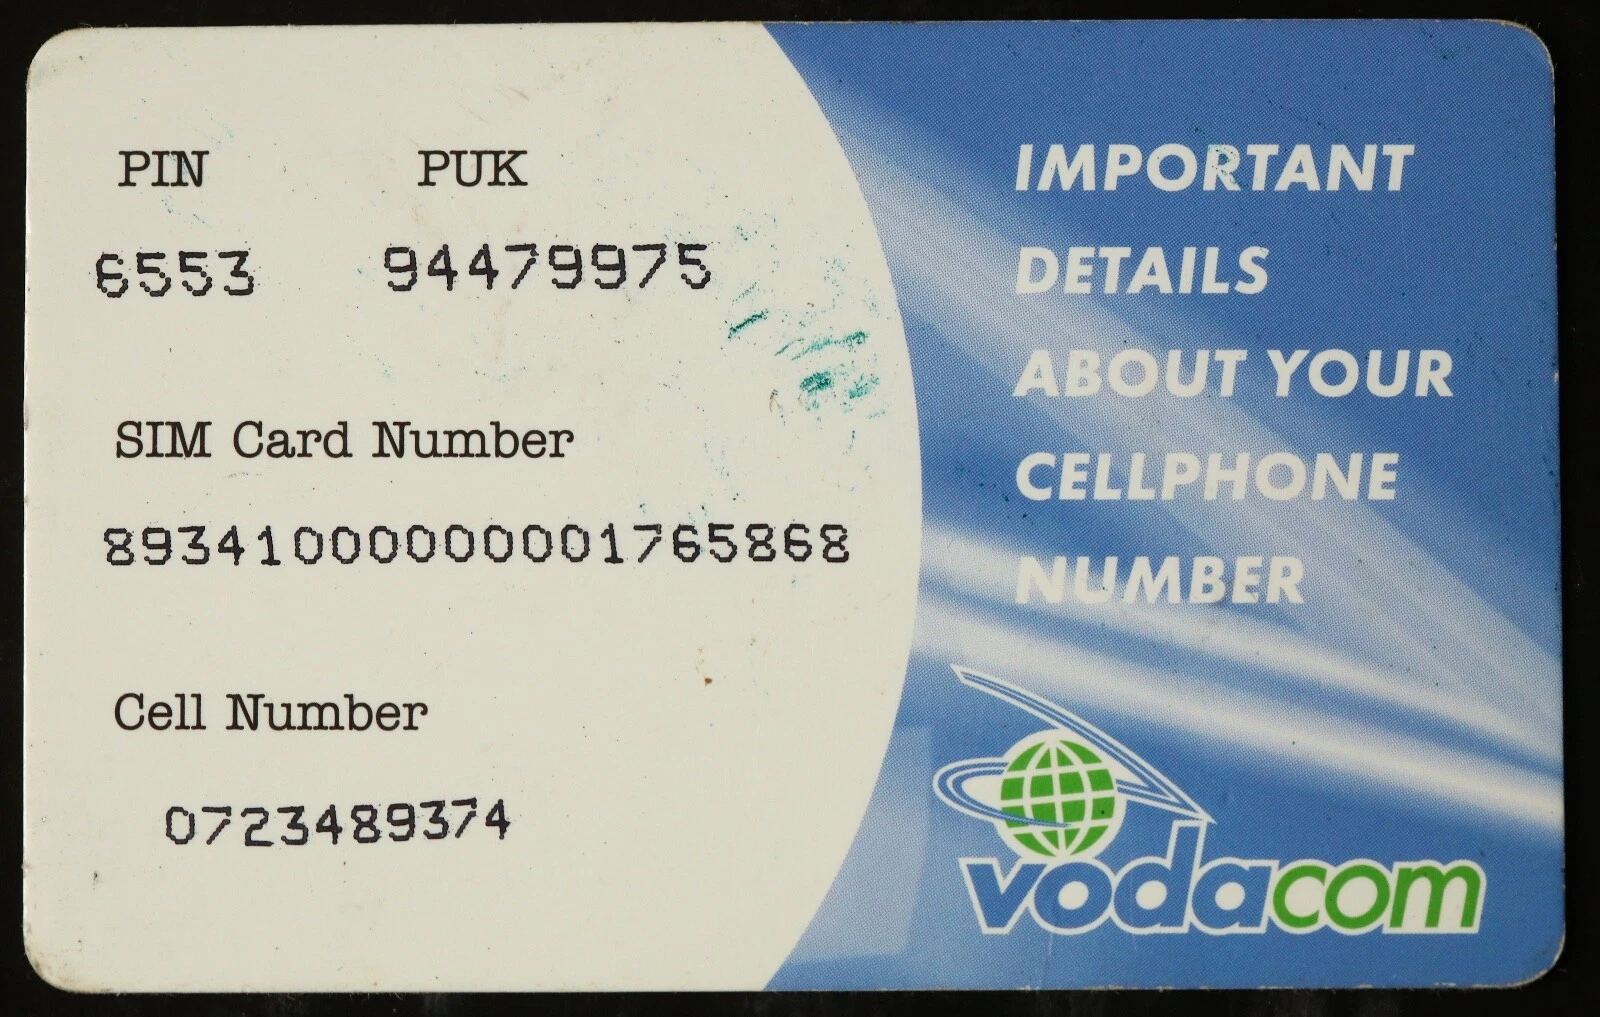 PIN PUK
6553 94479975
SIM Card Number
89341000000001765868
Cell Number
0723489374
IMPORTANT
DETAILS
ABOUT YOUR
CELLPHONE
NUMBER
vodacom